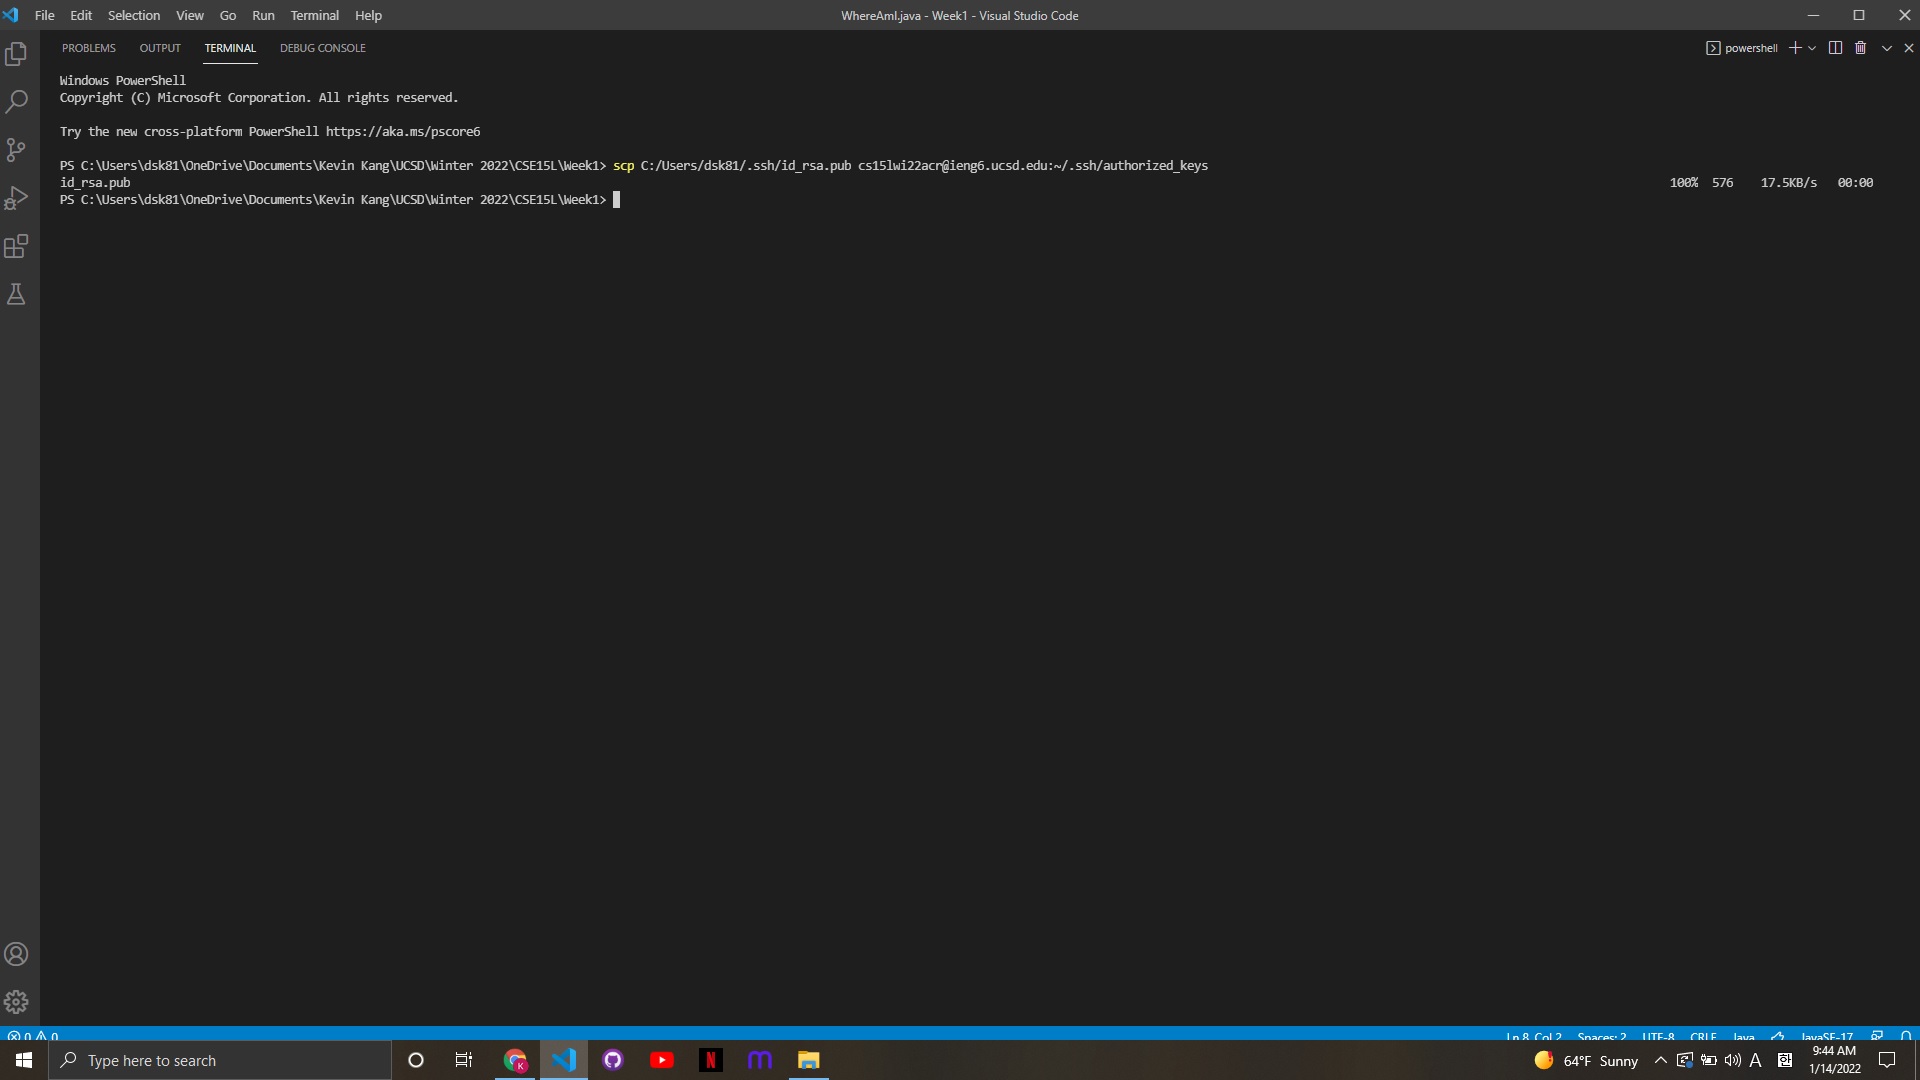 File Edit Selection View Go Run Terminal Help WhereAmI.java - Week1 - Visual Studio Code
PROBLEMS OUTPUT TERMINAL DEBUG CONSOLE powershell
Windows PowerShell
Copyright (C) Microsoft Corporation. All rights reserved.
Try the new cross-platform PowerShell https://aka.ms/pscore6
PS C:\Users\dsk81\OneDrive\Documents\Kevin Kang\UCSD\Winter 2022\CSE15L\Week1> scp C:/Users/dsk81/.ssh/id_rsa.pub cs15lwi22acr@ieng6.ucsd.edu:~/.ssh/authorized_keys
id_rsa.pub 100% 576 17.5KB/s 00:00
PS C:\Users\dsk81\OneDrive\Documents\Kevin Kang\UCSD\Winter 2022\CSE15L\Week1>
0 0 Ln 8, Col 2 Spaces: 2 UTF-8 CRLF Java JavaSE-17
Type here to search K N m 64°F Sunny A 한 9:44 AM
1/14/2022